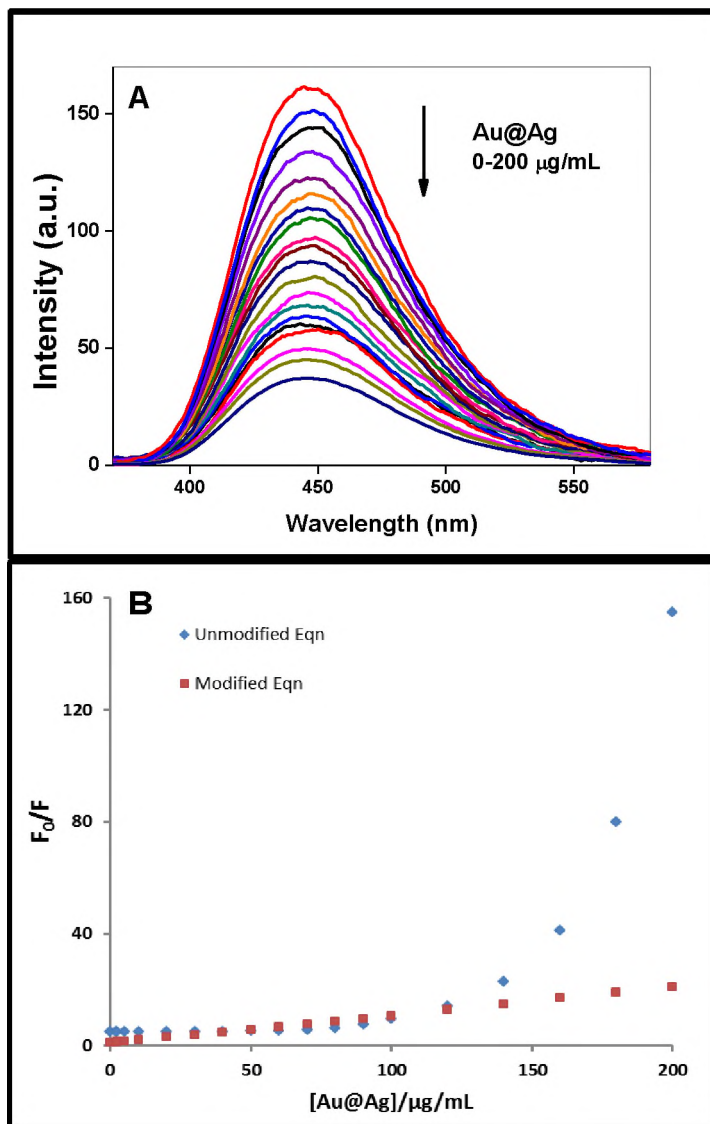 A
Au@Ag
0-200 µg/mL
150
100
50
0
Intensity (a.u.)
400 450 500 550
Wavelength (nm)
B
Unmodified Eqn
Modified Eqn
160
120
80
40
0
F₀/F
0 50 100 150 200
[Au@Ag]/µg/mL